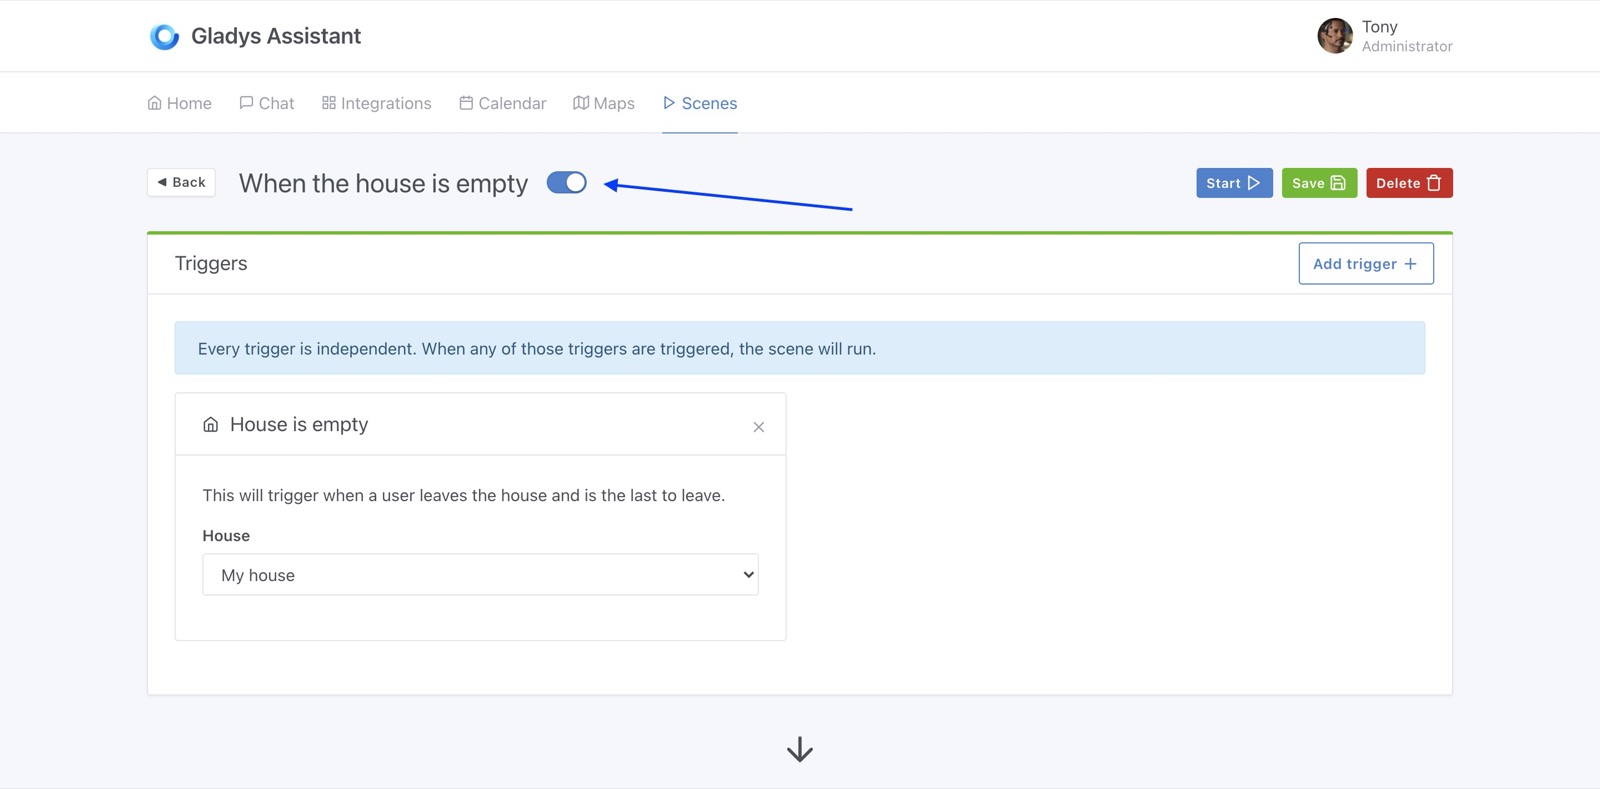 Gladys Assistant
Tony
Administrator
Home Chat Integrations Calendar Maps Scenes
Back When the house is empty Start Save Delete
Triggers Add trigger
Every trigger is independent. When any of those triggers are triggered, the scene will run.
House is empty
This will trigger when a user leaves the house and is the last to leave.
House
My house